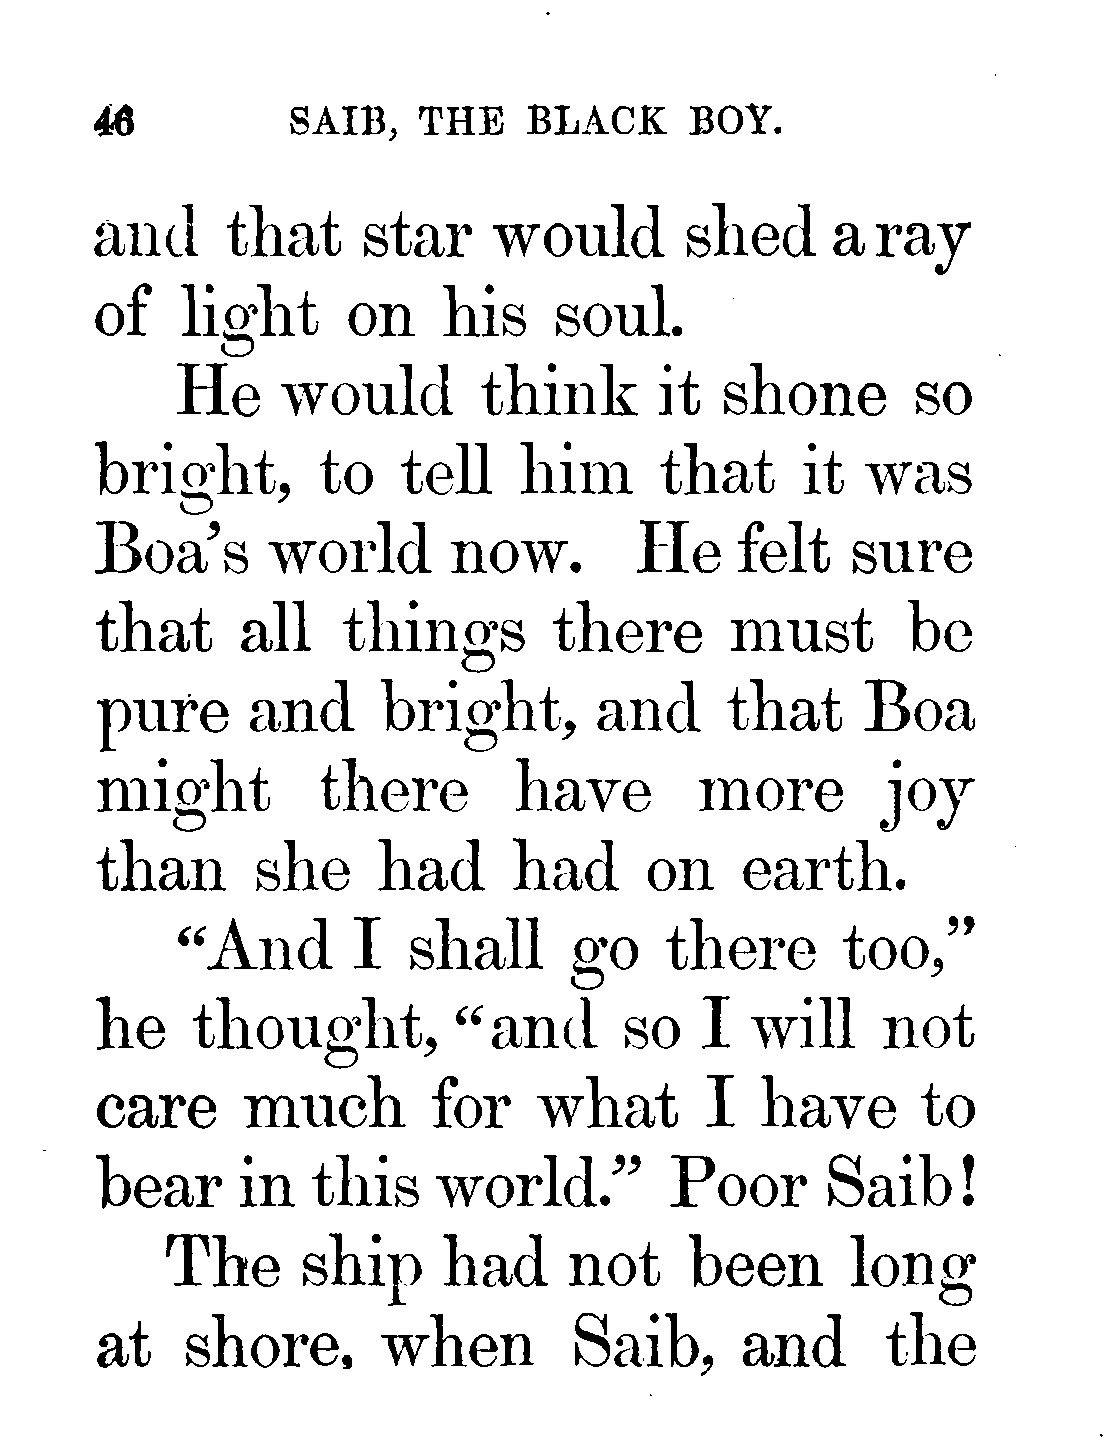 46 SAIB, THE BLACK BOY.
and that star would shed a ray
of light on his soul.
He would think it shone so
bright, to tell him that it was
Boa's world now. He felt sure
that all things there must be
pure and bright, and that Boa
might there have more joy
than she had had on earth.
“And I shall go there too,”
he thought, “and so I will not
care much for what I have to
bear in this world.” Poor Saib!
The ship had not been long
at shore, when Saib, and the